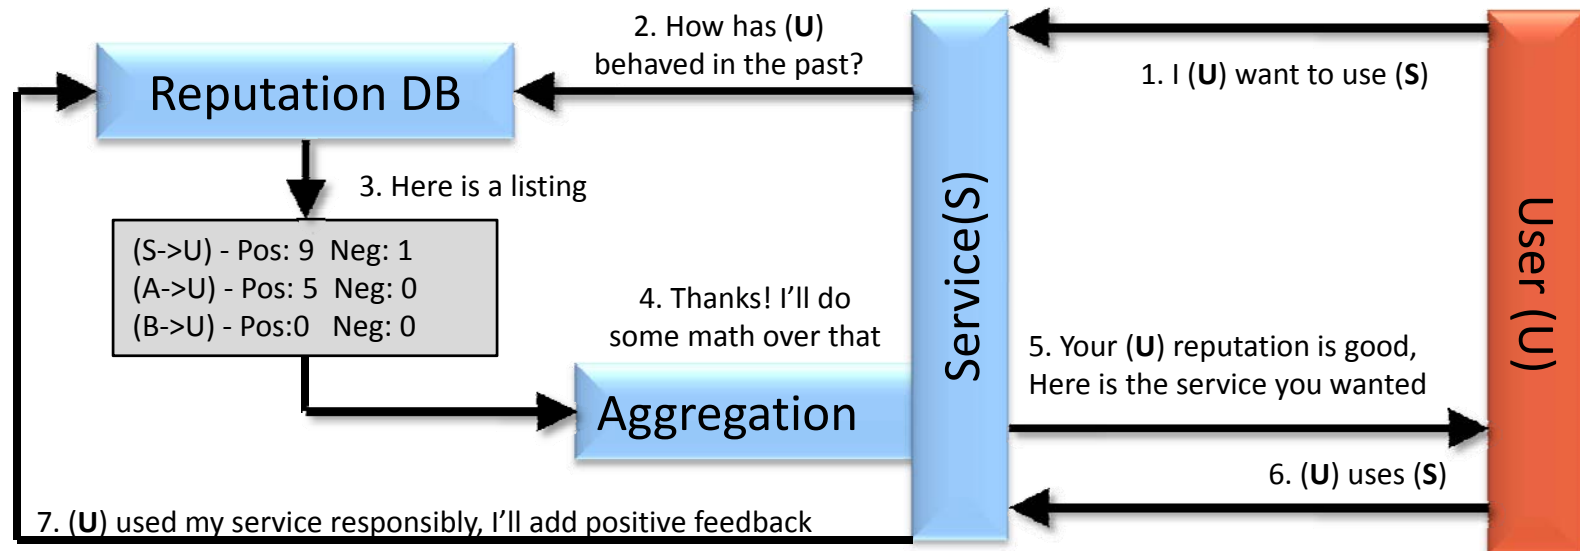 2. How has (U)
behaved in the past?
1. I (U) want to use (S)
Reputation DB
3. Here is a listing
(S->U) - Pos: 9 Neg: 1
(A->U) - Pos: 5 Neg: 0
(B->U) - Pos:0 Neg: 0
4. Thanks! I’ll do
some math over that
Aggregation
Service(S)
5. Your (U) reputation is good,
Here is the service you wanted
User (U)
6. (U) uses (S)
7. (U) used my service responsibly, I’ll add positive feedback